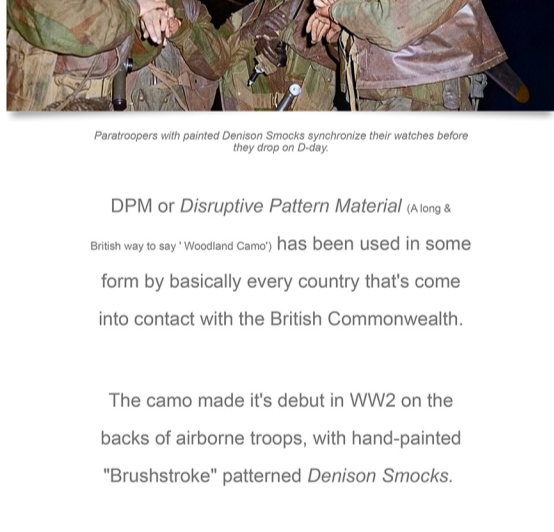 Paratroopers with painted Denison Smocks synchronize their watches before
they drop on D-day.
DPM or Disruptive Pattern Material (A long &
British way to say ' Woodland Camo') has been used in some
form by basically every country that's come
into contact with the British Commonwealth.
The camo made it's debut in WW2 on the
backs of airborne troops, with hand-painted
"Brushstroke" patterned Denison Smocks.